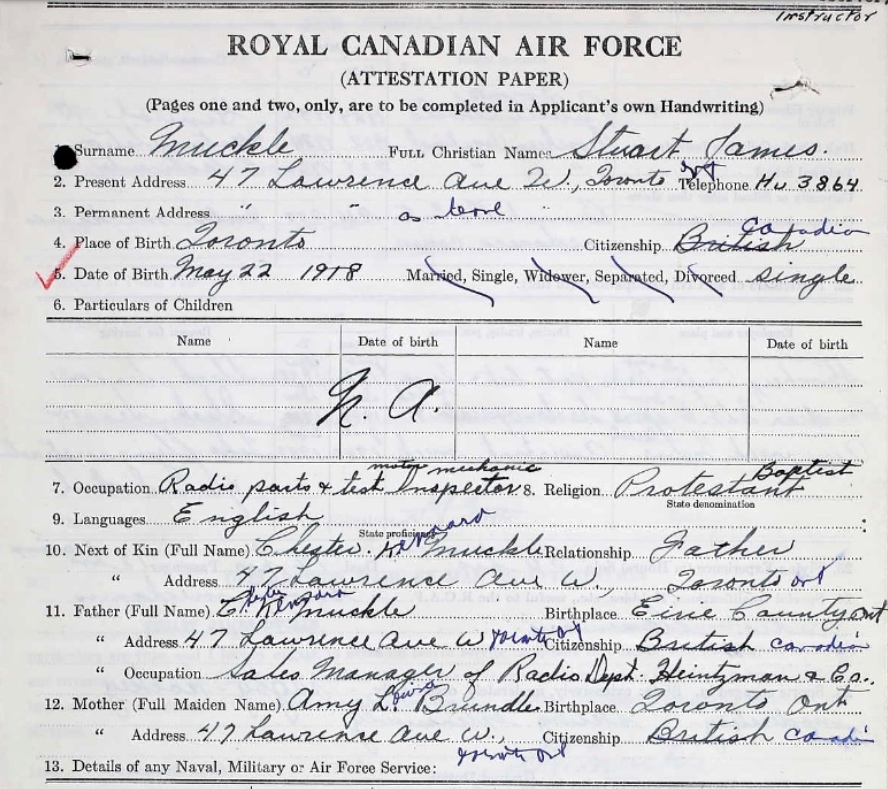 Instructor
ROYAL CANADIAN AIR FORCE
(ATTESTATION PAPER)
(Pages one and two, only, are to be completed in Applicant's own Handwriting)
1. Surname Muckle FULL Christian Names Stuart James.
2. Present Address 47 Lawrence Ave W., Toronto Ont Telephone Hu 3864
3. Permanent Address " " as above
4. Place of Birth Toronto Citizenship British Canadian
5. Date of Birth May 22 1918 Married, Single, Widower, Separated, Divorced single
6. Particulars of Children
Name Date of birth Name Date of birth
N. A.
motor mechanic Baptist
7. Occupation Radio parts & test Inspector 8. Religion Protestant
State denomination
9. Languages English
State proficiency
10. Next of Kin (Full Name) Chester Muckle Relationship Father
" Address 47 Lawrence Ave W., Toronto Ont
11. Father (Full Name) C. K. Muckle Birthplace County Ont
" Address 47 Lawrence Ave W Toronto Ont Citizenship British Canadian
" Occupation Sales Manager of Radio Dept. Heintzman & Co.,
12. Mother (Full Maiden Name) Amy L. Brundle Birthplace Toronto Ont
" Address 47 Lawrence Ave W., Toronto Ont Citizenship British Canadi
13. Details of any Naval, Military or Air Force Service: